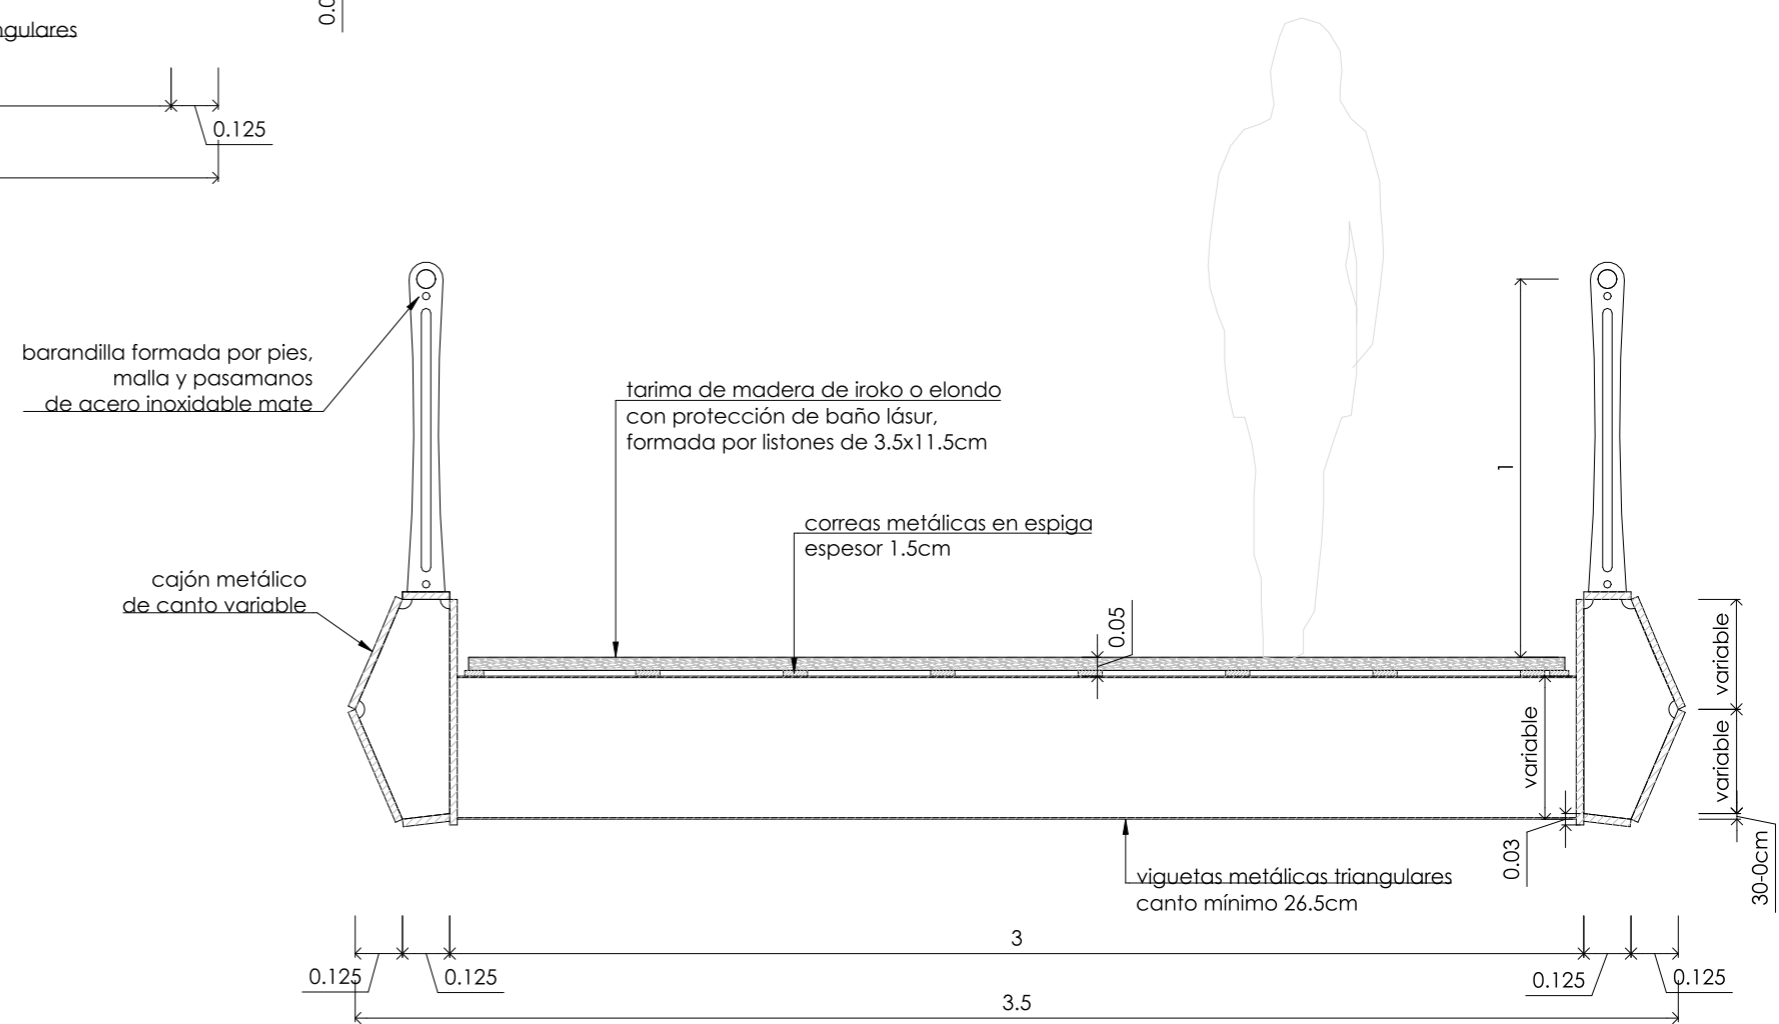 ngulares
0.125
barandilla formada por pies,
malla y pasamanos
de acero inoxidable mate
tarima de madera de iroko o elondo
con protección de baño lásur,
formada por listones de 3.5x11.5cm
1
correas metálicas en espiga
espesor 1.5cm
cajón metálico
de canto variable
0.05
variable
variable
variable
0.03
30-0cm
viguetas metálicas triangulares
canto mínimo 26.5cm
3
0.125
0.125
0.125
0.125
3.5